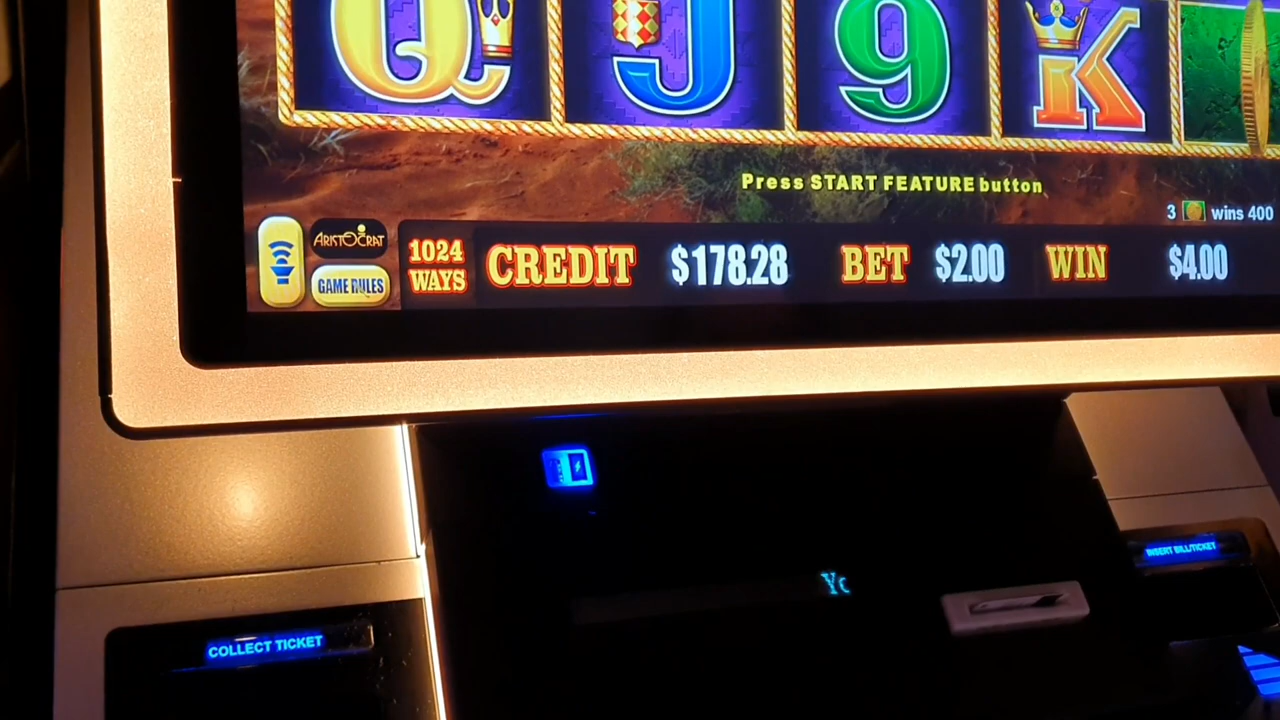 Q J 9 K
Press START FEATURE button
3 wins 400
ARISTOCRAT
GAME RULES
1024 WAYS
CREDIT $178.28 BET $2.00 WIN $4.00
INSERT BILL/TICKET
Yo
COLLECT TICKET